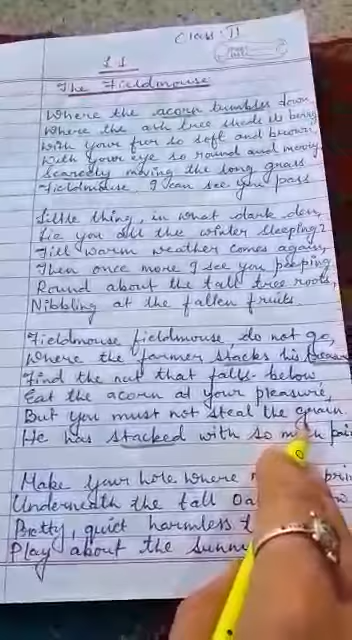 Class-II
11
The Fieldmouse
Where the acorn tumbles down,
Where the ash tree sheds its berry
With your fur so soft and brown,
With your eye so round and merry
Scarcely moving the long grass
Fieldmouse, I can see you pass
Little thing, in what dark den,
Lie you all the winter sleeping?
Till warm weather comes again,
Then once more I see you peeping
Round about the tall tree roots,
Nibbling at the fallen fruits.
Fieldmouse fieldmouse, do not go,
Where the farmer stacks his
Find the nut that falls below
Eat the acorn at your pleasure,
But you must not steal the grain.
He has stacked with so
Make your hole where
Underneath the tall
Pretty, quiet harmless
Play about the sunny